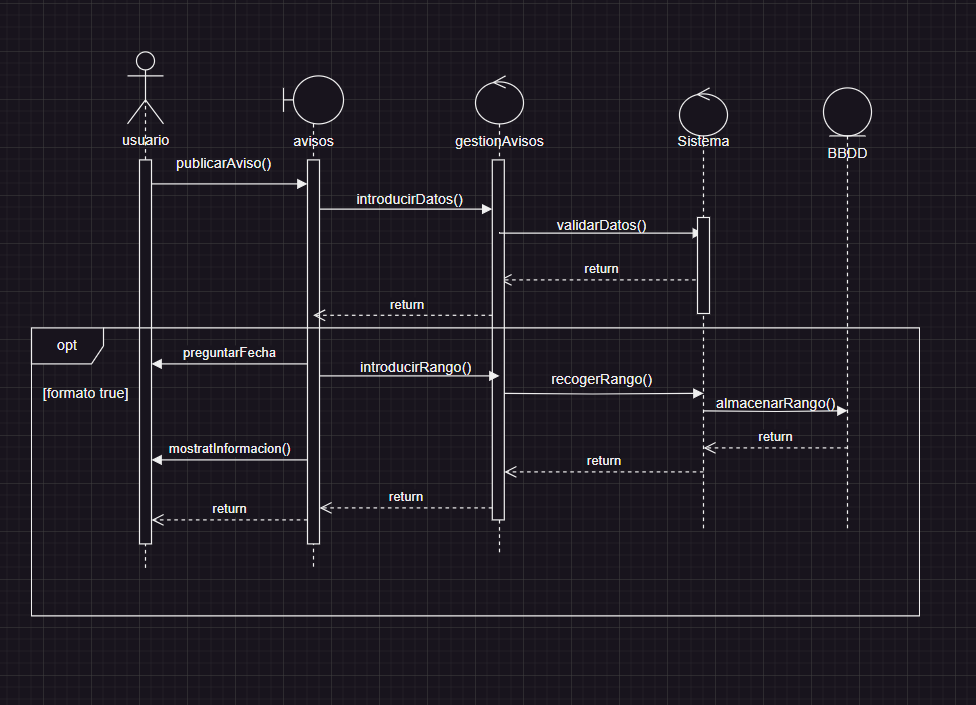 usuario
avisos
gestionAvisos
Sistema
BBDD
publicarAviso()
introducirDatos()
validarDatos()
return
return
opt
preguntarFecha
introducirRango()
recogerRango()
[formato true]
almacenarRango()
return
mostratInformacion()
return
return
return